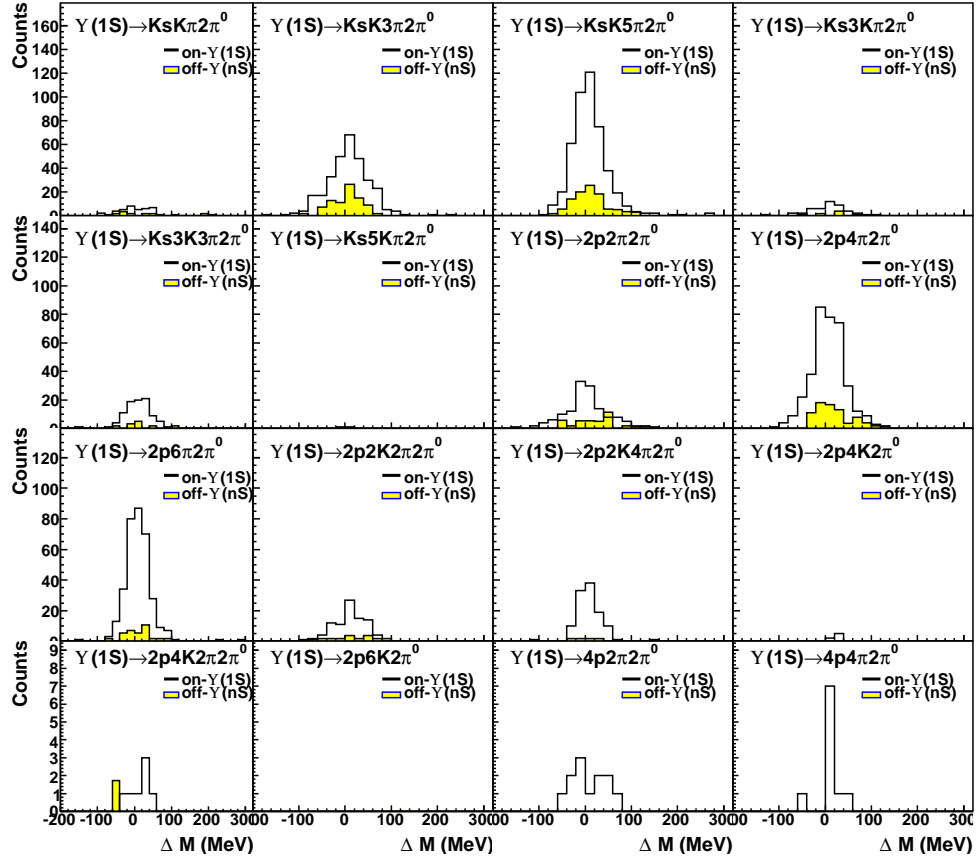 Counts
160
140
120
100
80
60
40
20
0
ϒ(1S)→KsKπ2π⁰
on-ϒ(1S)
off-ϒ(nS)
ϒ(1S)→KsK3π2π⁰
on-ϒ(1S)
off-ϒ(nS)
ϒ(1S)→KsK5π2π⁰
on-ϒ(1S)
off-ϒ(nS)
ϒ(1S)→Ks3Kπ2π⁰
on-ϒ(1S)
off-ϒ(nS)
Counts
140
120
100
80
60
40
20
0
ϒ(1S)→Ks3K3π2π⁰
on-ϒ(1S)
off-ϒ(nS)
ϒ(1S)→Ks5Kπ2π⁰
on-ϒ(1S)
off-ϒ(nS)
ϒ(1S)→2p2π2π⁰
on-ϒ(1S)
off-ϒ(nS)
ϒ(1S)→2p4π2π⁰
on-ϒ(1S)
off-ϒ(nS)
Counts
120
100
80
60
40
20
0
ϒ(1S)→2p6π2π⁰
on-ϒ(1S)
off-ϒ(nS)
ϒ(1S)→2p2K2π2π⁰
on-ϒ(1S)
off-ϒ(nS)
ϒ(1S)→2p2K4π2π⁰
on-ϒ(1S)
off-ϒ(nS)
ϒ(1S)→2p4K2π⁰
on-ϒ(1S)
off-ϒ(nS)
Counts
9
8
7
6
5
4
3
2
1
0
ϒ(1S)→2p4K2π2π⁰
on-ϒ(1S)
off-ϒ(nS)
ϒ(1S)→2p6K2π⁰
on-ϒ(1S)
off-ϒ(nS)
ϒ(1S)→4p2π2π⁰
on-ϒ(1S)
off-ϒ(nS)
ϒ(1S)→4p4π2π⁰
on-ϒ(1S)
off-ϒ(nS)
-200 -100 0 100 200
-100 0 100 200
-100 0 100 200
-100 0 100 200 300
Δ M (MeV)
Δ M (MeV)
Δ M (MeV)
Δ M (MeV)